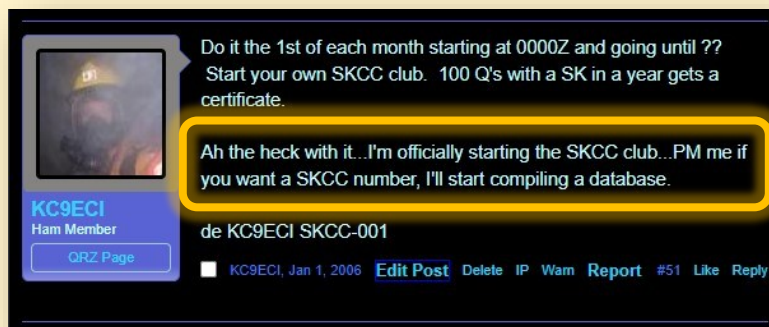 Do it the 1st of each month starting at 0000Z and going until ??
Start your own SKCC club. 100 Q's with a SK in a year gets a
certificate.
Ah the heck with it...I'm officially starting the SKCC club...PM me if
you want a SKCC number, I'll start compiling a database.
KC9ECI
Ham Member
QRZ Page
de KC9ECI SKCC-001
KC9ECI, Jan 1, 2006 Edit Post Delete IP Warn Report #51 Like Reply